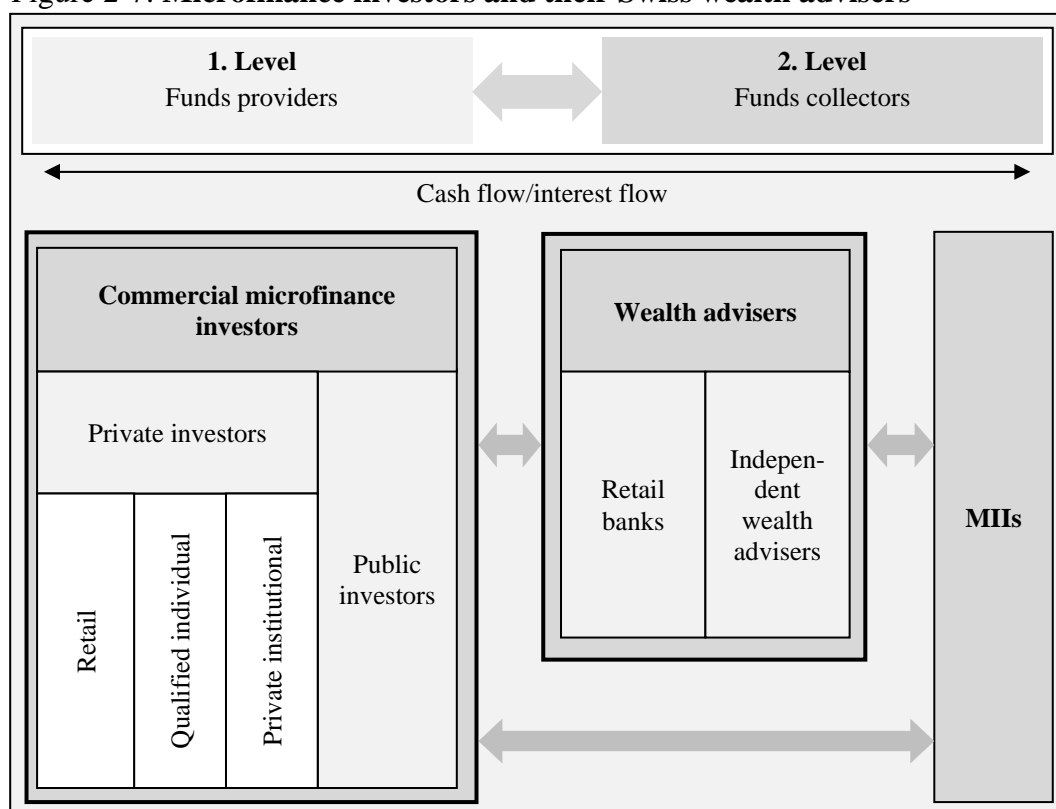 Figure 2-7: Microfinance investors and their Swiss wealth advisers
1. Level
Funds providers
2. Level
Funds collectors
Cash flow/interest flow
Commercial microfinance
investors
Private investors
Retail
Qualified individual
Private institutional
Public
investors
Wealth advisers
Retail
banks
Indepen-
dent
wealth
advisers
MIIs